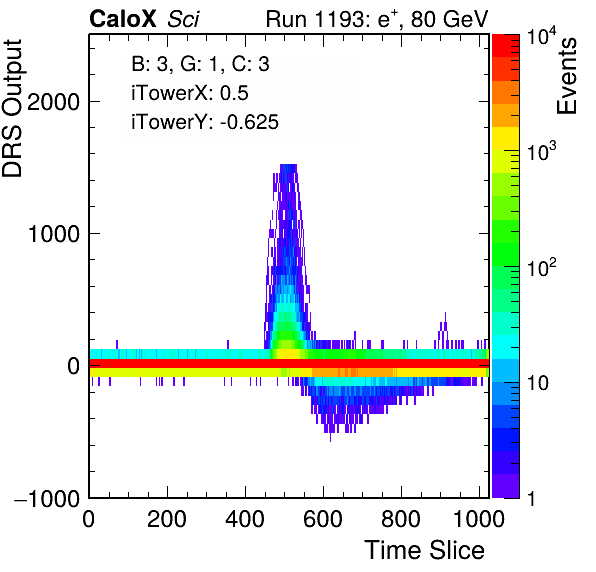 CaloX Sci Run 1193: e⁺, 80 GeV
B: 3, G: 1, C: 3
iTowerX: 0.5
iTowerY: -0.625
DRS Output
2000
1000
0
−1000
0 200 400 600 800 1000
Time Slice
Events
10⁴
10³
10²
10
1